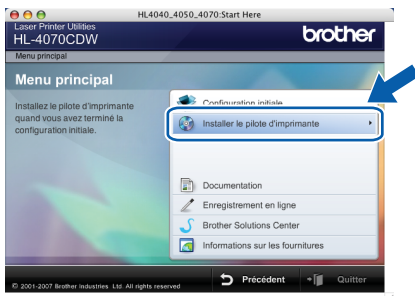 HL4040_4050_4070:Start Here
Laser Printer Utilities
HL-4070CDW
brother
Menu principal
Menu principal
Installez le pilote d'imprimante
quand vous avez terminé la
configuration initiale.
Configuration initiale
Installer le pilote d'imprimante
Documentation
Enregistrement en ligne
Brother Solutions Center
Informations sur les fournitures
© 2001-2007 Brother Industries Ltd. All rights reserved
Précédent
Quitter